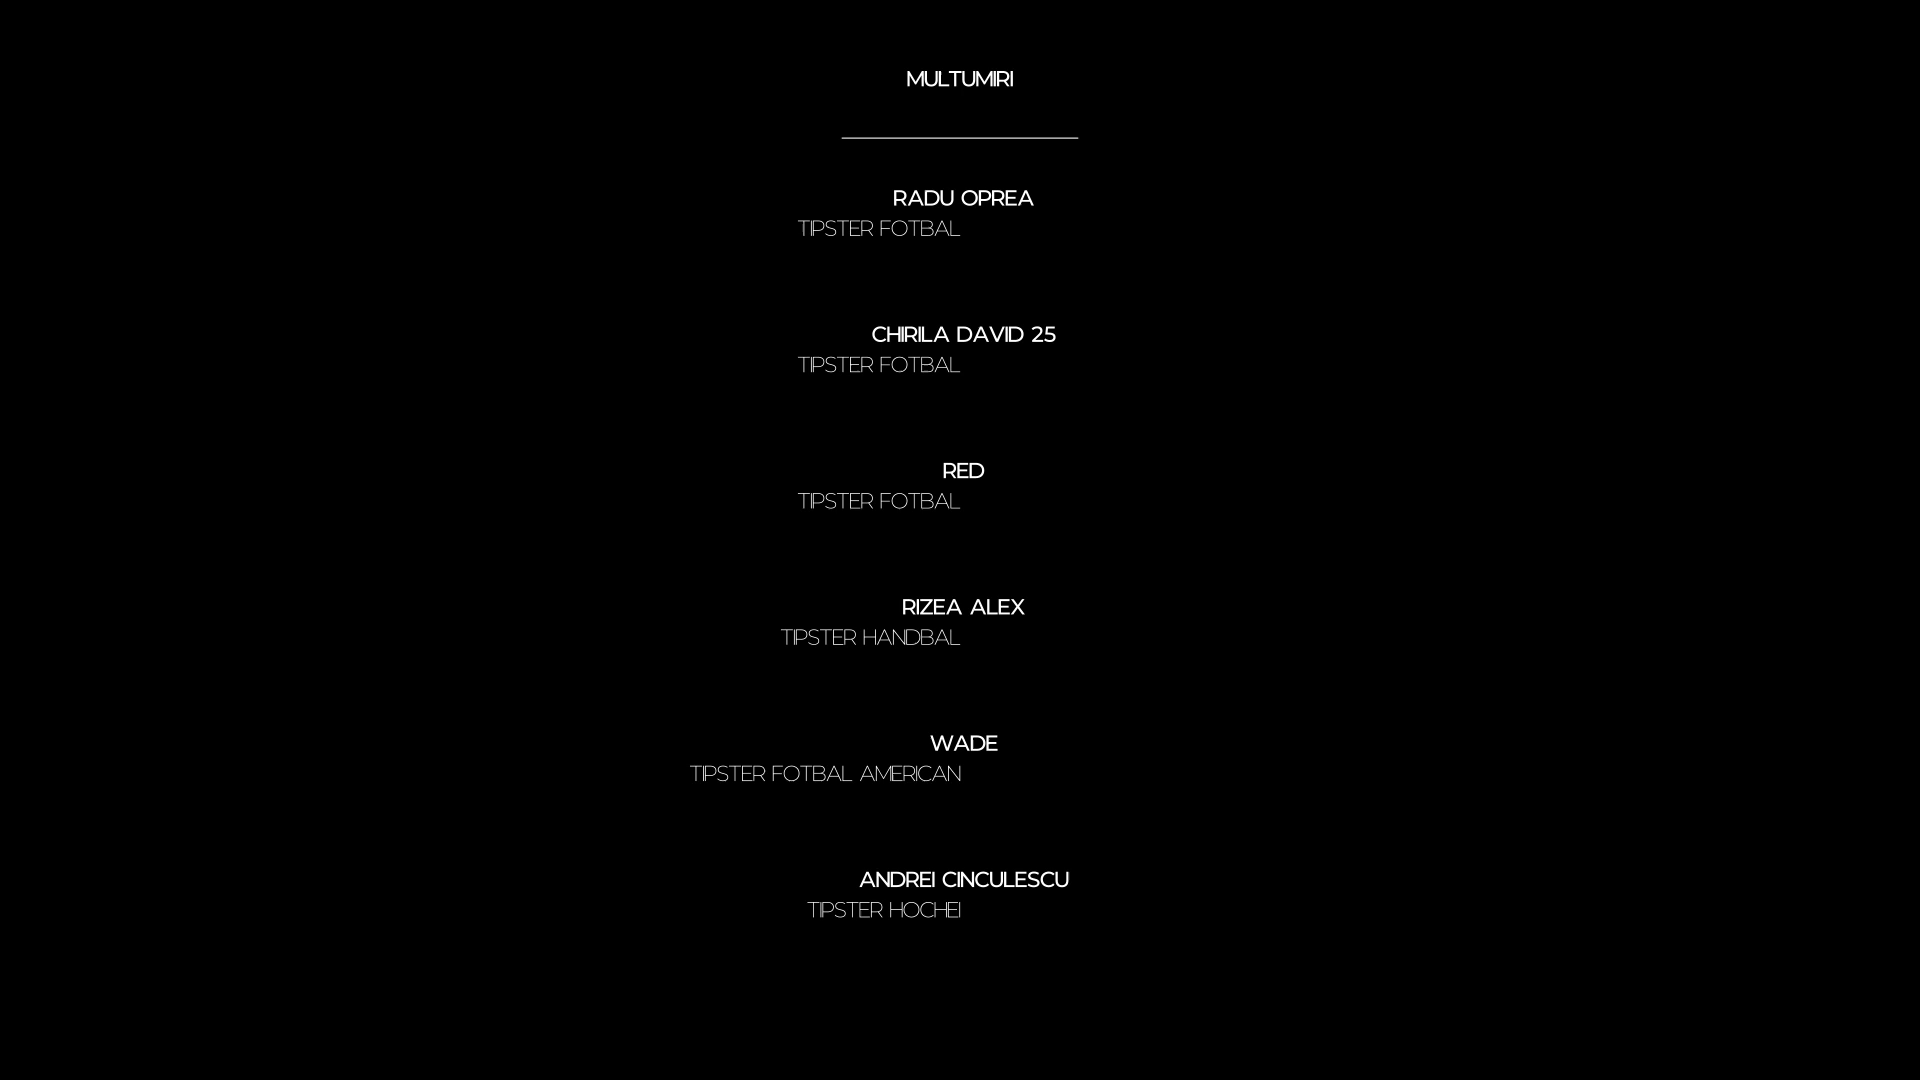 MULTUMIRI
RADU OPREA
TIPSTER FOTBAL
CHIRILA DAVID 25
TIPSTER FOTBAL
RED
TIPSTER FOTBAL
RIZEA ALEX
TIPSTER HANDBAL
WADE
TIPSTER FOTBAL AMERICAN
ANDREI CINCULESCU
TIPSTER HOCHEI